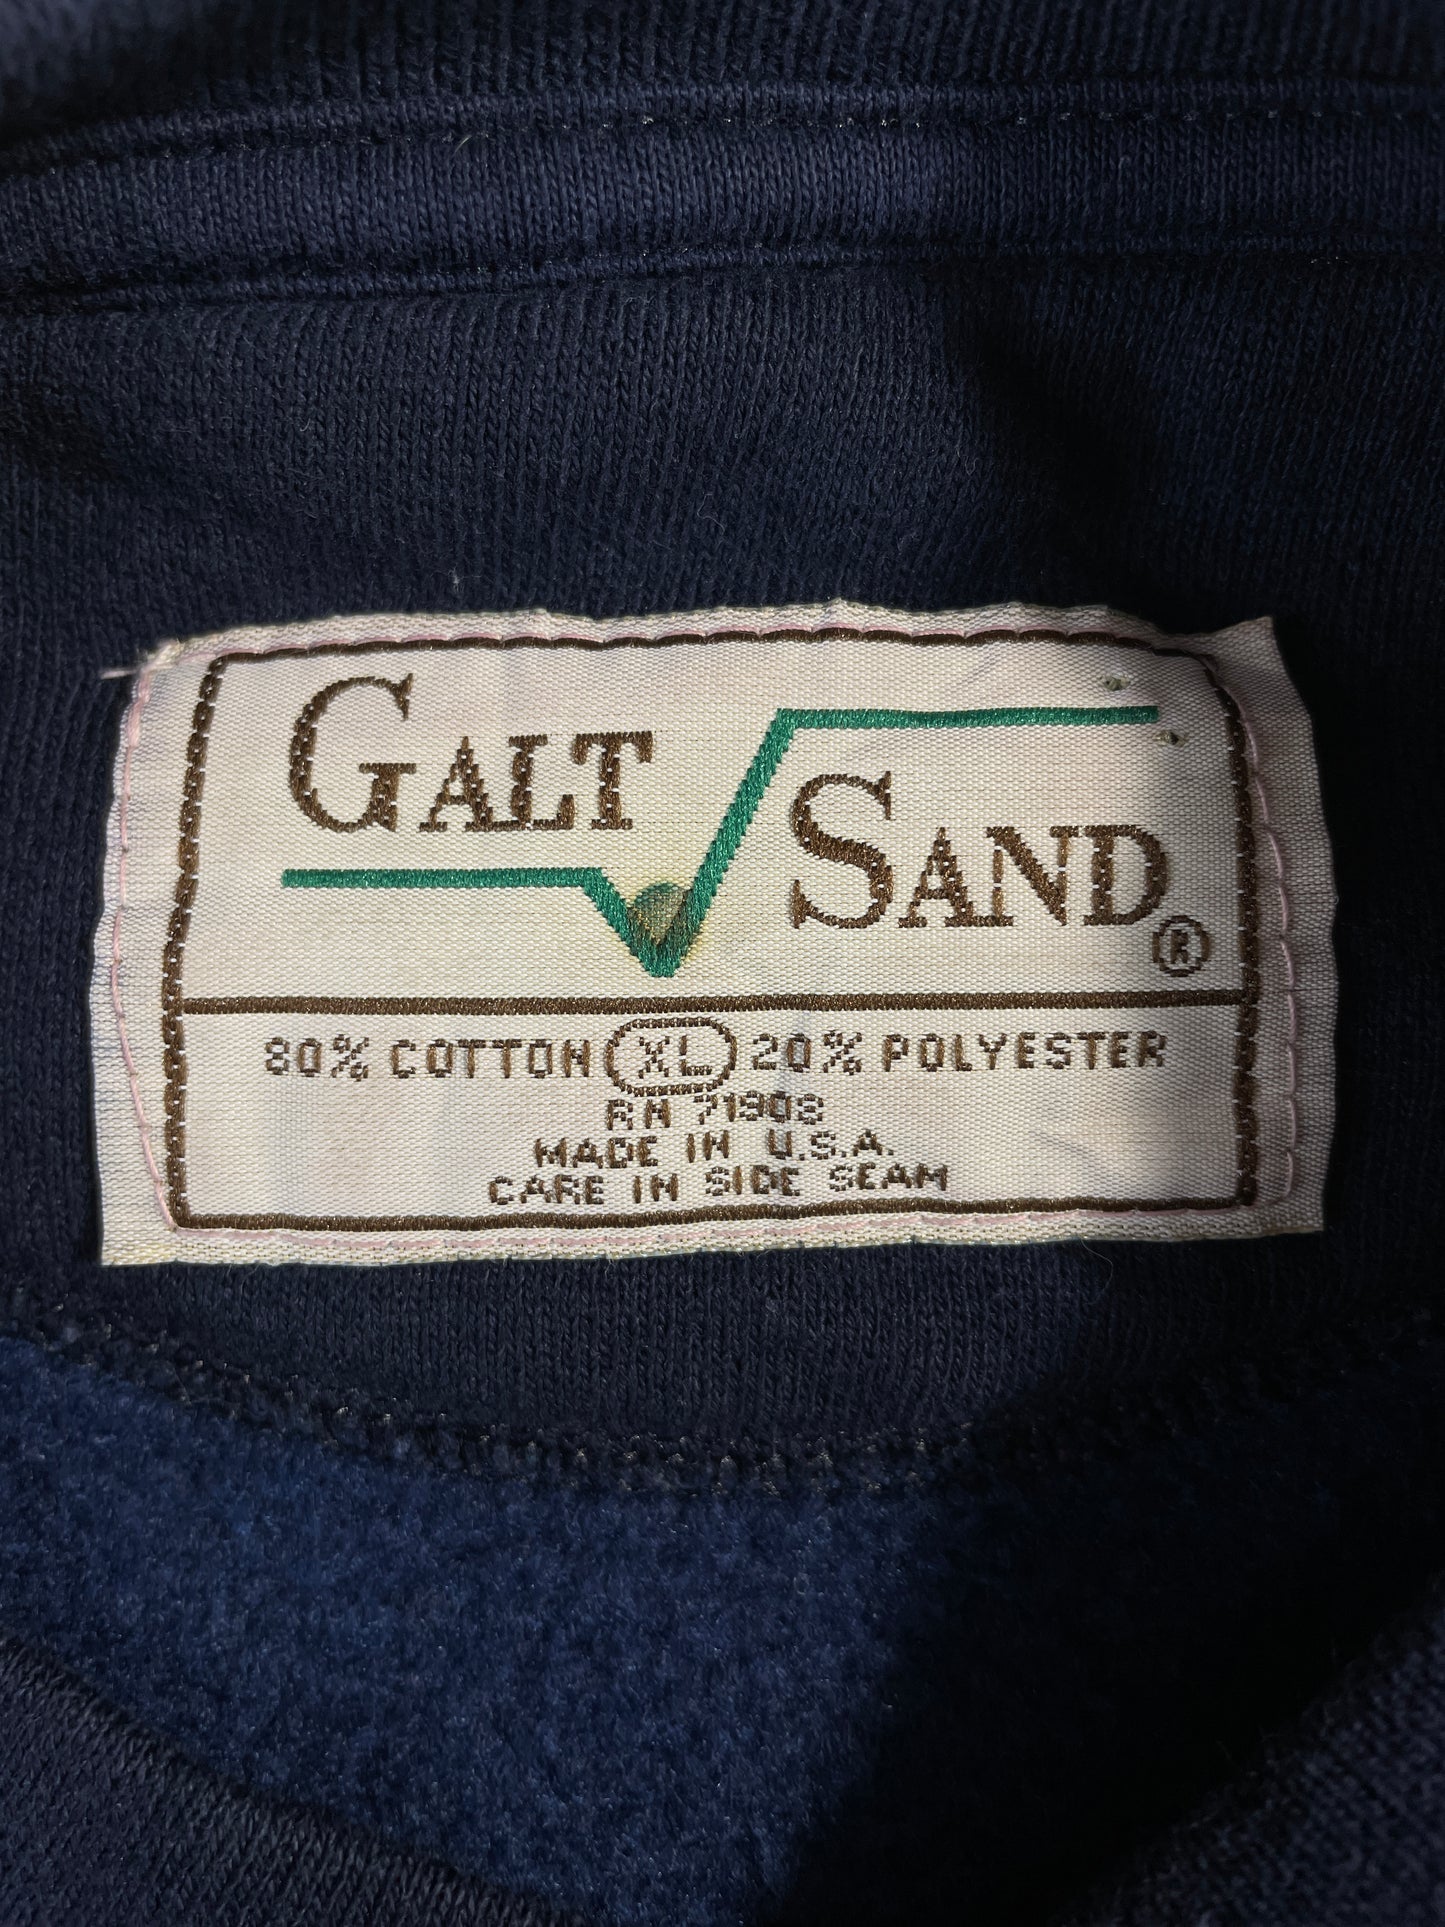 GALT SAND ®
80% COTTON XL 20% POLYESTER
RN 71908
MADE IN U.S.A.
CARE IN SIDE SEAM